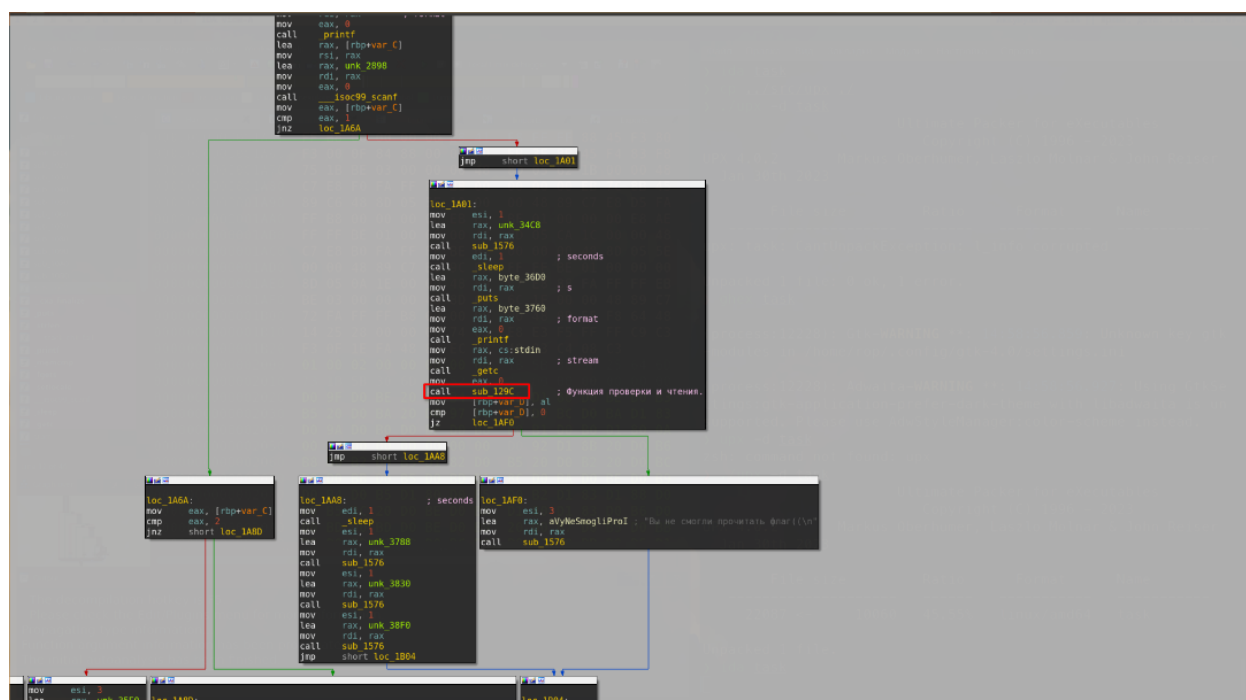 mov eax, 0
call _printf
lea rax, [rbp+var_C]
mov rsi, rax
lea rax, unk_2898
mov rdi, rax
mov eax, 0
call ___isoc99_scanf
mov eax, [rbp+var_C]
cmp eax, 1
jnz loc_1A6A
jmp short loc_1A01
loc_1A01:
mov esi, 1
lea rax, unk_34C8
mov rdi, rax
call sub_1576
mov edi, 1 ; seconds
call _sleep
lea rax, byte_36D0
mov rdi, rax ; s
call _puts
lea rax, byte_3760
mov rdi, rax ; format
mov eax, 0
call _printf
mov rax, cs:stdin
mov rdi, rax ; stream
call _getc
mov eax, 0
call sub_129C ; Функция проверки и чтения.
mov [rbp+var_D], al
cmp [rbp+var_D], 0
jz loc_1AF0
jmp short loc_1AA8
loc_1A6A:
mov eax, [rbp+var_C]
cmp eax, 2
jnz short loc_1A8D
loc_1AA8: ; seconds
mov edi, 1
call _sleep
mov esi, 1
lea rax, unk_3788
mov rdi, rax
call sub_1576
mov esi, 1
lea rax, unk_3830
mov rdi, rax
call sub_1576
mov esi, 1
lea rax, unk_38F0
mov rdi, rax
call sub_1576
jmp short loc_1B04
loc_1AF0:
mov esi, 3
lea rax, aVyNeSmogliProI ; "Вы не смогли прочитать флаг((\n"
mov rdi, rax
call sub_1576
mov esi, 3